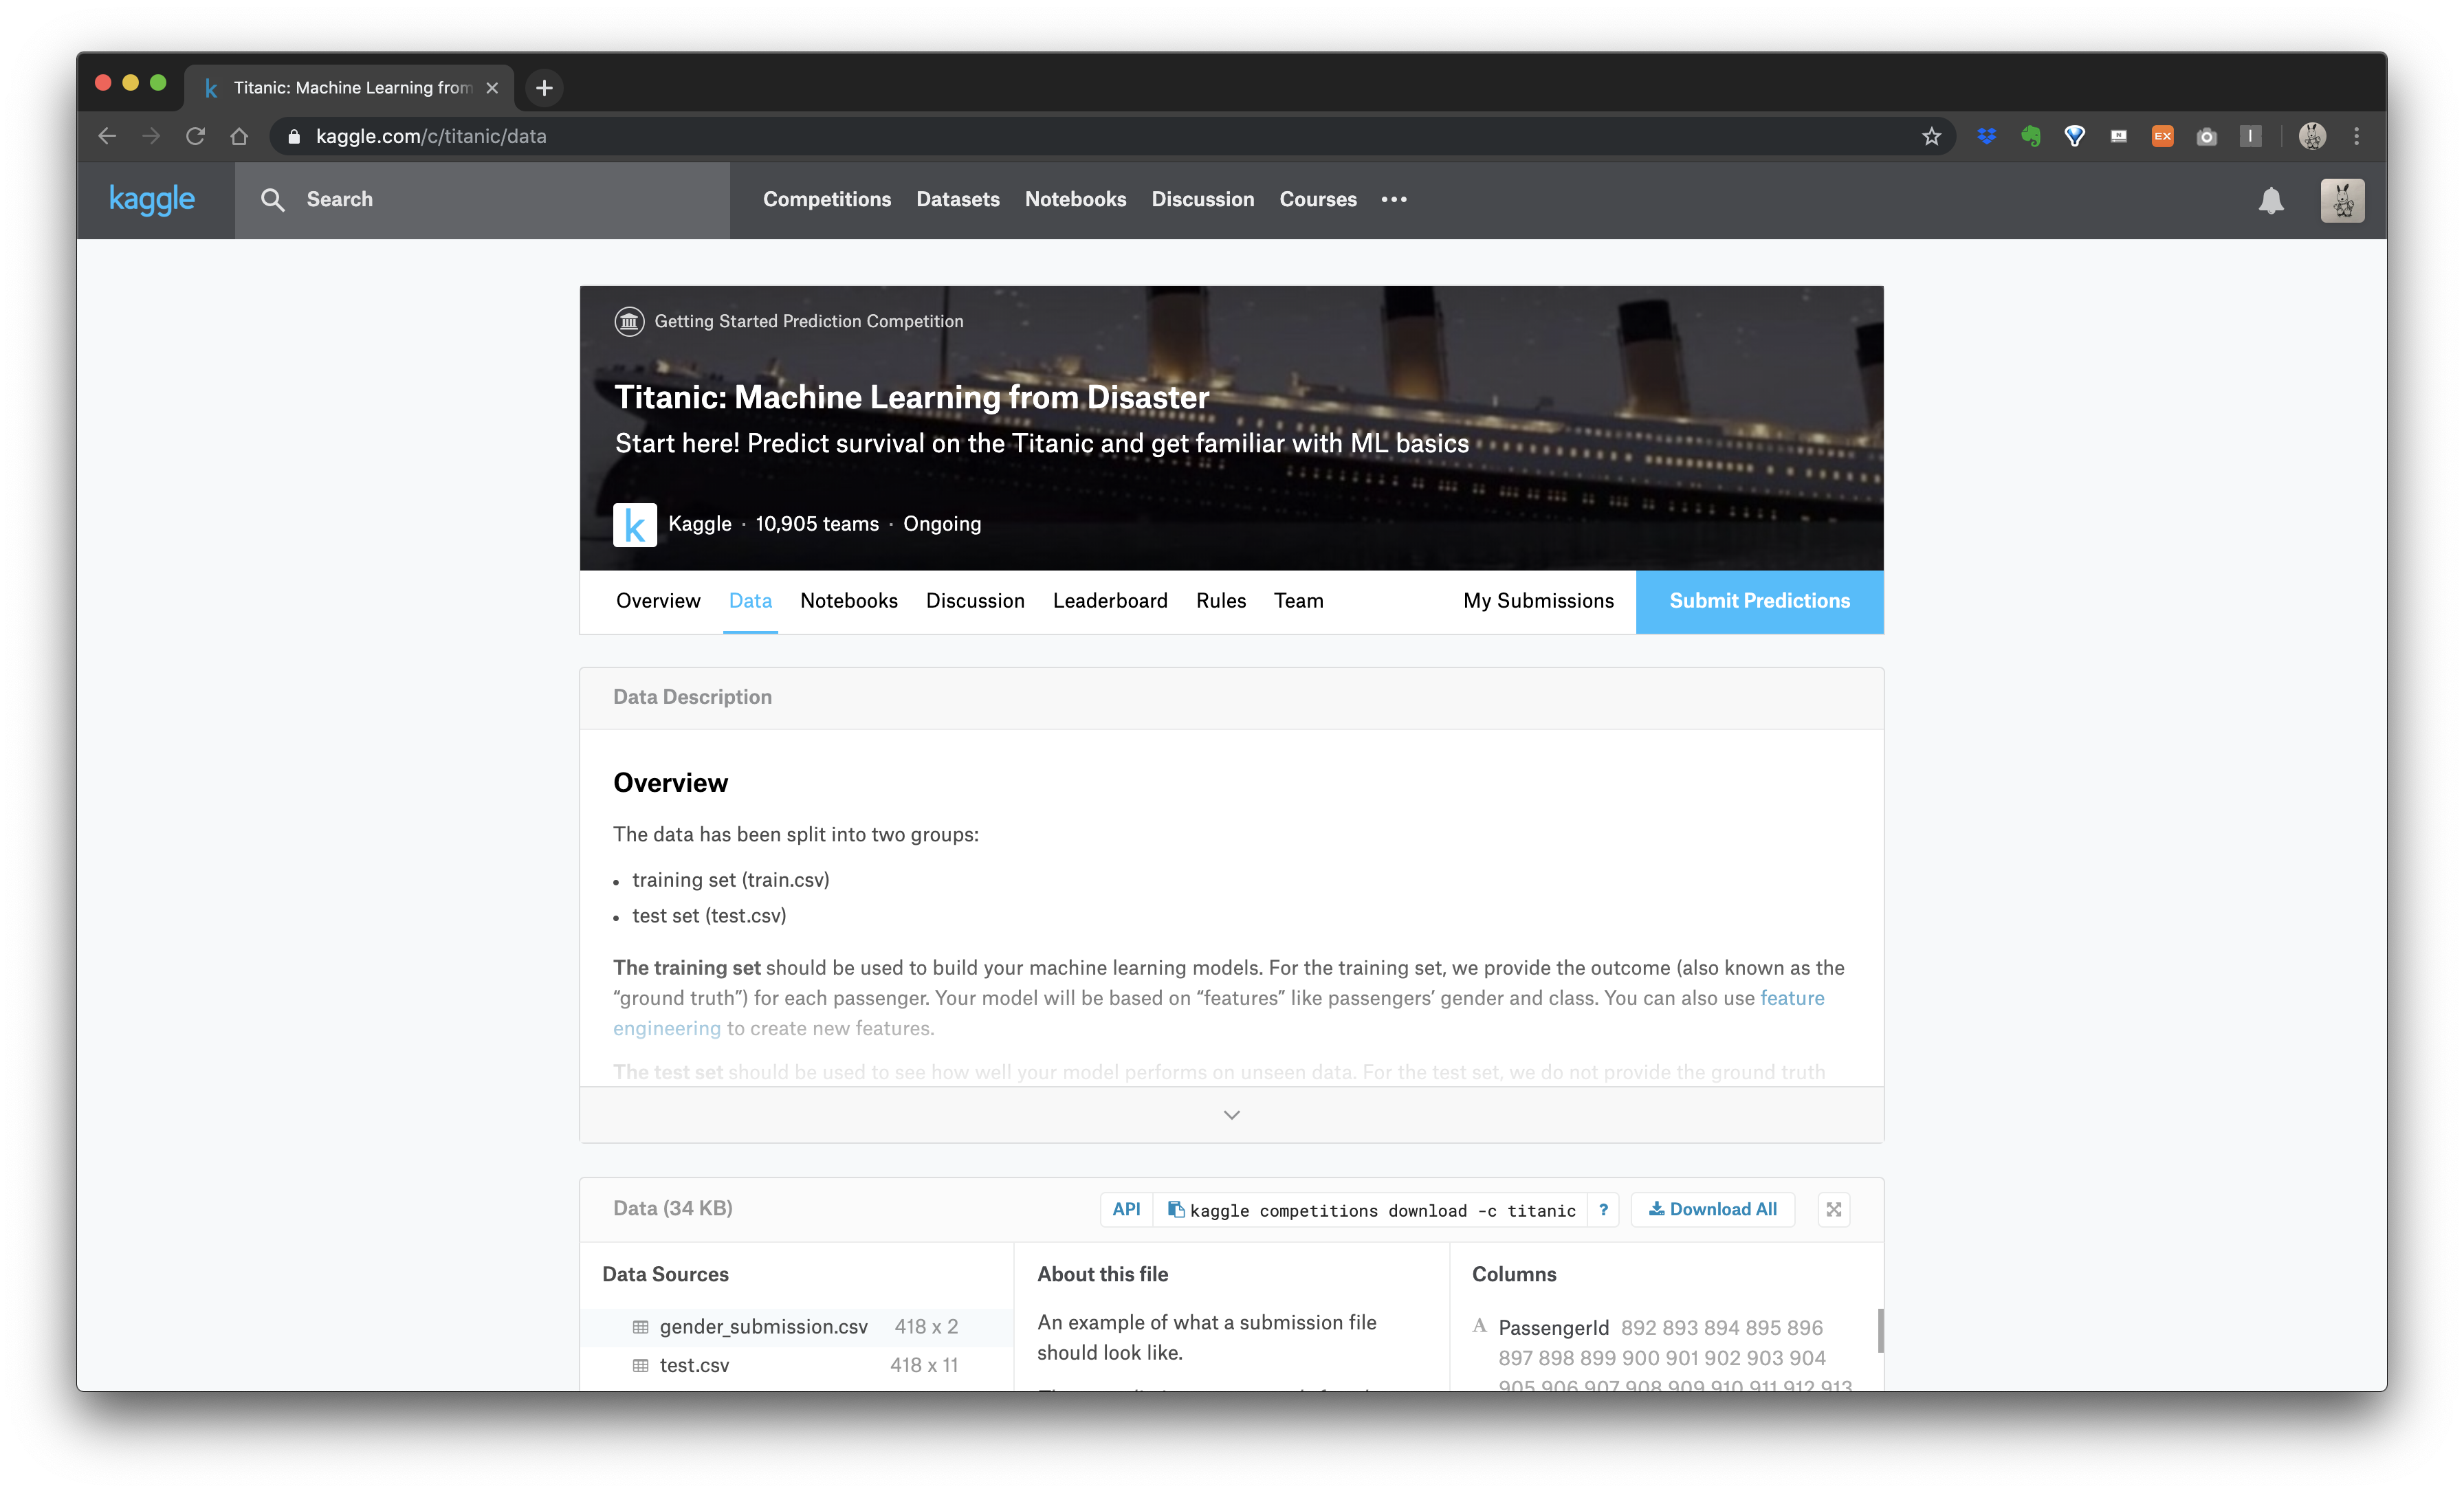 Titanic: Machine Learning from
kaggle.com/c/titanic/data
kaggle
Search
Competitions Datasets Notebooks Discussion Courses
Getting Started Prediction Competition
Titanic: Machine Learning from Disaster
Start here! Predict survival on the Titanic and get familiar with ML basics
k Kaggle · 10,905 teams · Ongoing
Overview Data Notebooks Discussion Leaderboard Rules Team My Submissions Submit Predictions
Data Description
Overview
The data has been split into two groups:
• training set (train.csv)
• test set (test.csv)
The training set should be used to build your machine learning models. For the training set, we provide the outcome (also known as the
“ground truth”) for each passenger. Your model will be based on “features” like passengers’ gender and class. You can also use feature
engineering to create new features.
The test set should be used to see how well your model performs on unseen data. For the test set, we do not provide the ground truth
Data (34 KB) API kaggle competitions download -c titanic ? Download All
Data Sources
gender_submission.csv 418 x 2
test.csv 418 x 11
About this file
An example of what a submission file
should look like.
Columns
A PassengerId 892 893 894 895 896
897 898 899 900 901 902 903 904
905 906 907 908 909 910 911 912 913